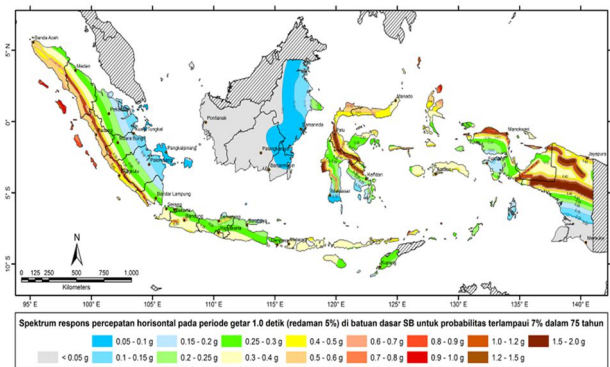 Banda Aceh
Medan
5°N
Manado
Pontianak
Samarinda
0°
Palu
Manokwari
Jayapura
Pangkalpinang
Kendari
5°S
Bandar Lampung
Serang
Bandung
Kupang
N
10°S
0 125 250 500 750 1.000
Kilometers
95°E 100°E 105°E 110°E 115°E 120°E 125°E 130°E 135°E 140°E
Spektrum respons percepatan horisontal pada periode getar 1.0 detik (redaman 5%) di batuan dasar SB untuk probabilitas terlampaui 7% dalam 75 tahun
0.05 - 0.1 g 0.15 - 0.2 g 0.25 - 0.3 g 0.4 - 0.5 g 0.6 - 0.7 g 0.8 - 0.9 g 1.0 - 1.2 g 1.5 - 2.0 g
< 0.05 g 0.1 - 0.15 g 0.2 - 0.25 g 0.3 - 0.4 g 0.5 - 0.6 g 0.7 - 0.8 g 0.9 - 1.0 g 1.2 - 1.5 g